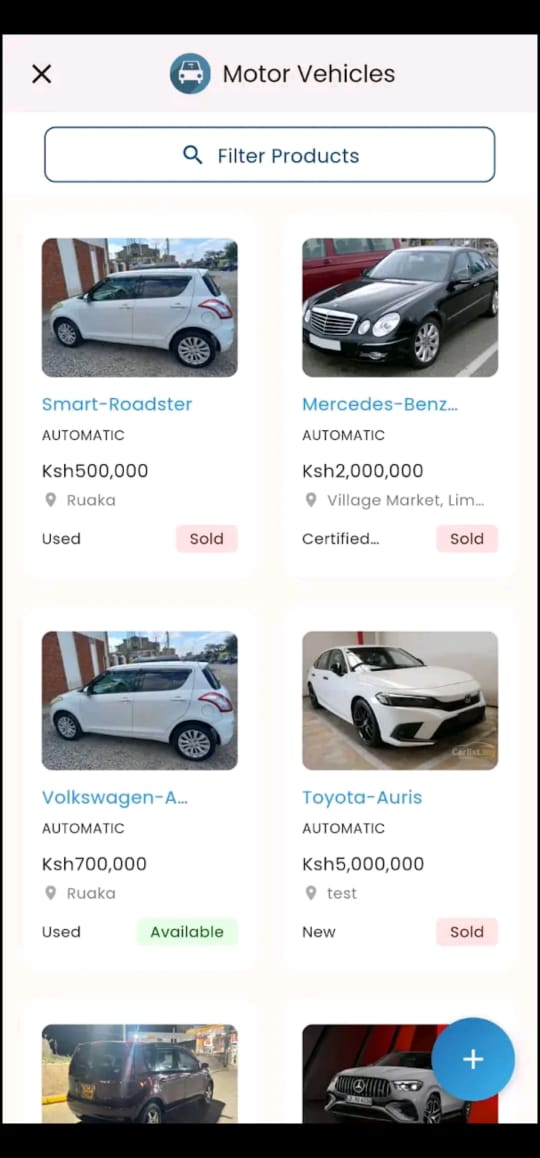 Motor Vehicles
Filter Products
Smart-Roadster
AUTOMATIC
Ksh500,000
Ruaka
Used
Sold
Mercedes-Benz...
AUTOMATIC
Ksh2,000,000
Village Market, Lim...
Certified...
Sold
Volkswagen-A...
AUTOMATIC
Ksh700,000
Ruaka
Used
Available
Carlist.my
Toyota-Auris
AUTOMATIC
Ksh5,000,000
test
New
Sold